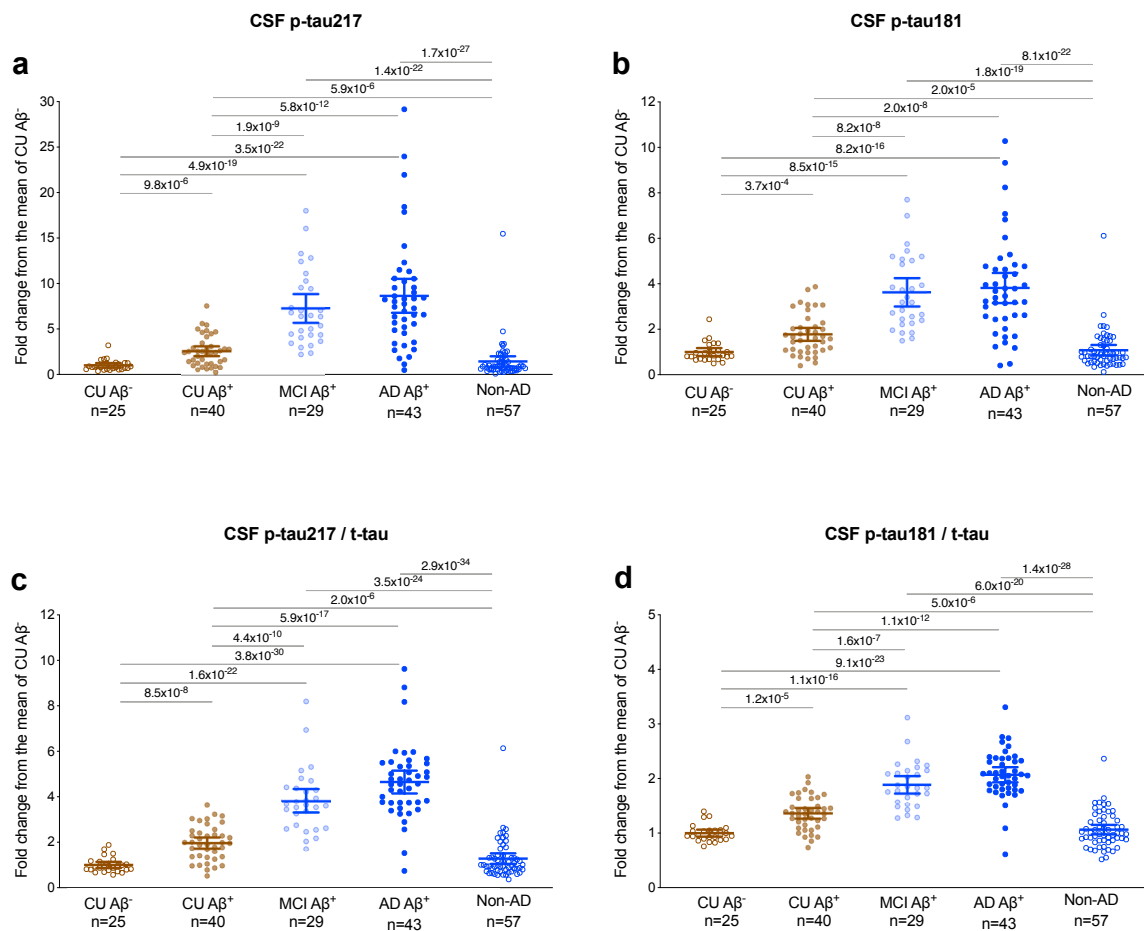 CSF p-tau217
a
1.7x10⁻²⁷
1.4x10⁻²²
5.9x10⁻⁶
5.8x10⁻¹²
1.9x10⁻⁹
3.5x10⁻²²
4.9x10⁻¹⁹
9.8x10⁻⁶
Fold change from the mean of CU Aβ⁻
30
25
20
15
10
5
0
CU Aβ⁻ CU Aβ⁺ MCI Aβ⁺ AD Aβ⁺ Non-AD
n=25 n=40 n=29 n=43 n=57
CSF p-tau181
b
8.1x10⁻²²
1.8x10⁻¹⁹
2.0x10⁻⁵
2.0x10⁻⁸
8.2x10⁻⁸
8.2x10⁻¹⁶
8.5x10⁻¹⁵
3.7x10⁻⁴
Fold change from the mean of CU Aβ⁻
12
10
8
6
4
2
0
CU Aβ⁻ CU Aβ⁺ MCI Aβ⁺ AD Aβ⁺ Non-AD
n=25 n=40 n=29 n=43 n=57
CSF p-tau217 / t-tau
c
2.9x10⁻³⁴
3.5x10⁻²⁴
2.0x10⁻⁶
5.9x10⁻¹⁷
4.4x10⁻¹⁰
3.8x10⁻³⁰
1.6x10⁻²²
8.5x10⁻⁸
Fold change from the mean of CU Aβ⁻
12
10
8
6
4
2
0
CU Aβ⁻ CU Aβ⁺ MCI Aβ⁺ AD Aβ⁺ Non-AD
n=25 n=40 n=29 n=43 n=57
CSF p-tau181 / t-tau
d
1.4x10⁻²⁸
6.0x10⁻²⁰
5.0x10⁻⁶
1.1x10⁻¹²
1.6x10⁻⁷
9.1x10⁻²³
1.1x10⁻¹⁶
1.2x10⁻⁵
Fold change from the mean of CU Aβ⁻
5
4
3
2
1
0
CU Aβ⁻ CU Aβ⁺ MCI Aβ⁺ AD Aβ⁺ Non-AD
n=25 n=40 n=29 n=43 n=57